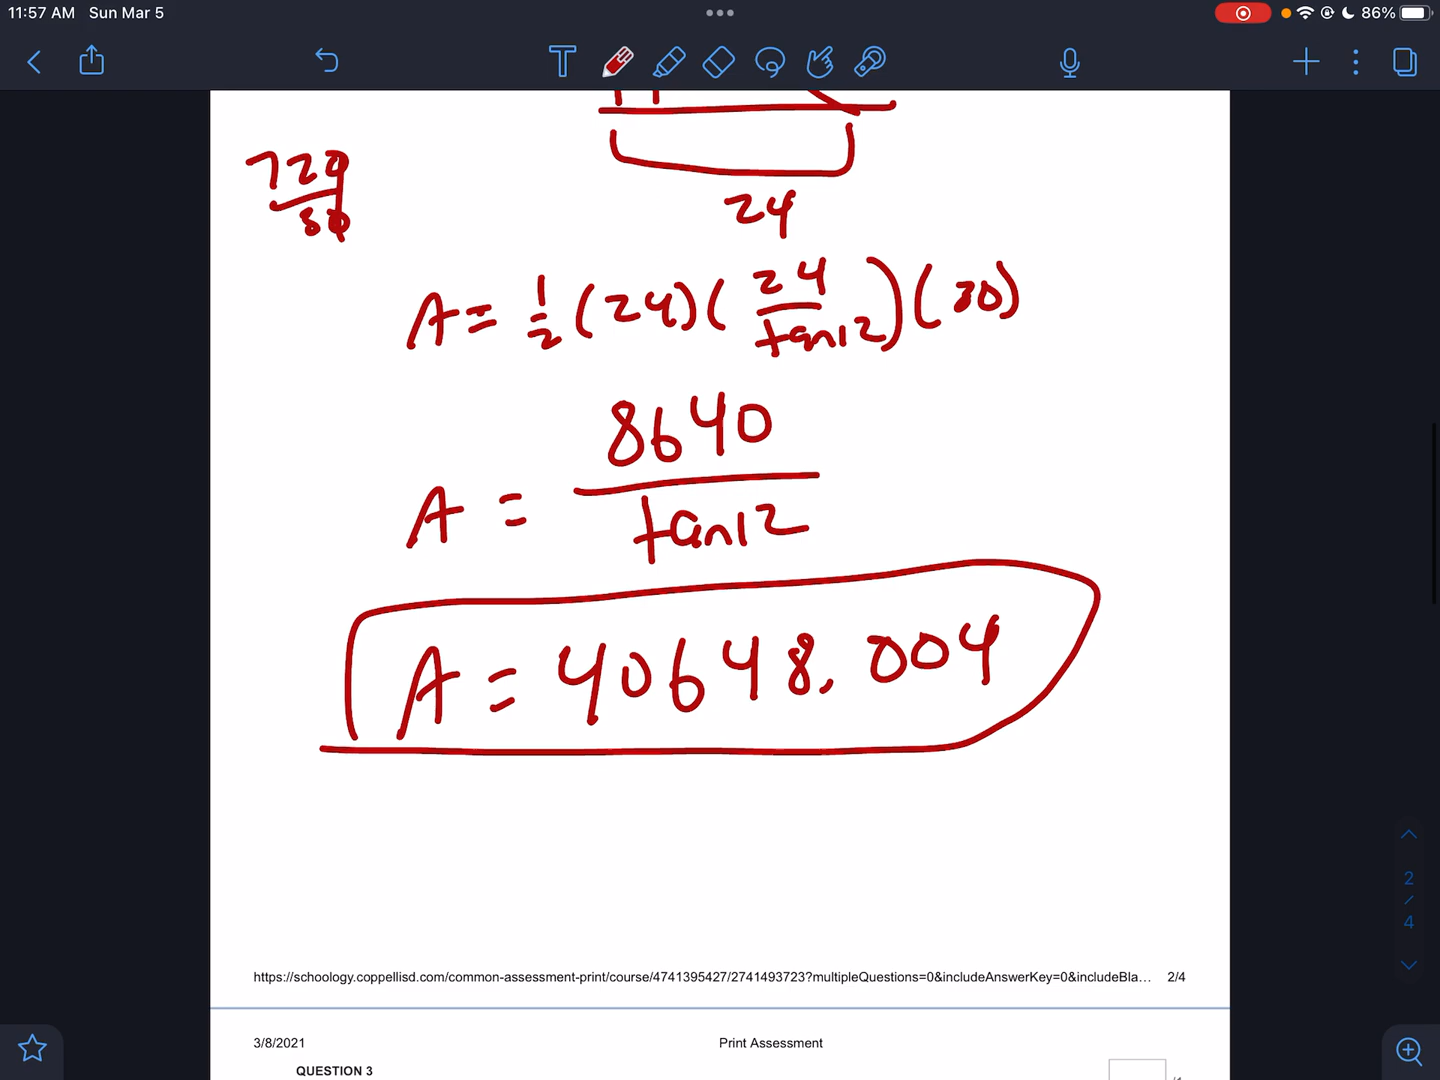 11:57 AM Sun Mar 5
86%
T
720
30
24
A = 1/2 (24)(24/tan12)(30)
A = 8640/tan12
A = 40648.004
2
/
4
https://schoology.coppellisd.com/common-assessment-print/course/4741395427/2741493723?multipleQuestions=0&includeAnswerKey=0&includeBla... 2/4
3/8/2021 Print Assessment
QUESTION 3